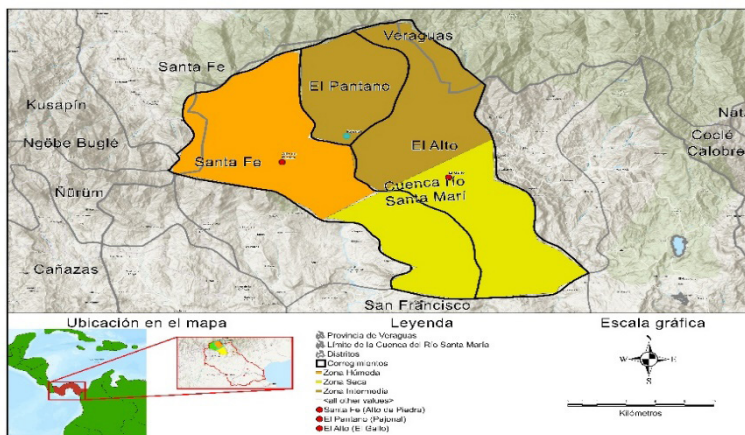 Veraguas
Santa Fe
El Pantano
Kusapín
Nat
Coclé
Calobre
Ngöbe Buglé
El Alto
Santa Fe
Ñürüm
Cuenca Río
Santa Marí
Cañazas
San Francisco
Ubicación en el mapa
Leyenda
Escala gráfica
Provincia de Veraguas
Límite de la Cuenca del Río Santa María
Distritos
Corregimientos
Zona Húmeda
Zona Seca
Zona Intermedia
<all other values>
Santa Fe (Alto de Piedra)
El Pantano (Pajonal)
El Alto (El Gallo)
N
W
E
S
Kilómetros